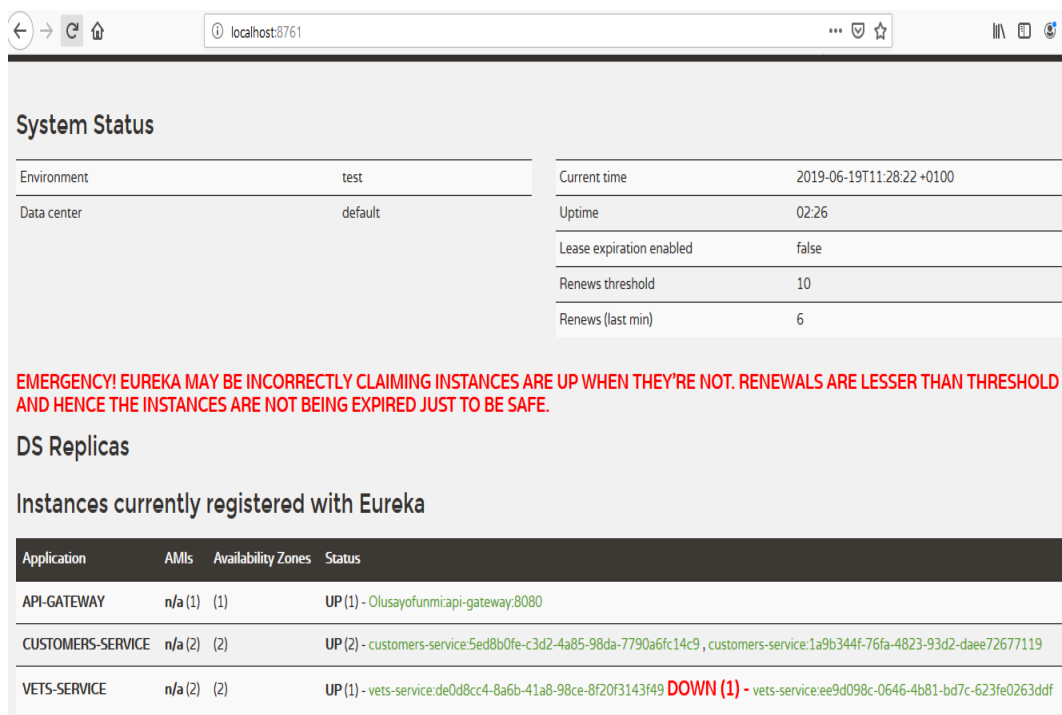 localhost:8761
System Status
Environment test
Data center default
Current time 2019-06-19T11:28:22 +0100
Uptime 02:26
Lease expiration enabled false
Renews threshold 10
Renews (last min) 6
EMERGENCY! EUREKA MAY BE INCORRECTLY CLAIMING INSTANCES ARE UP WHEN THEY'RE NOT. RENEWALS ARE LESSER THAN THRESHOLD
AND HENCE THE INSTANCES ARE NOT BEING EXPIRED JUST TO BE SAFE.
DS Replicas
Instances currently registered with Eureka
Application AMIs Availability Zones Status
API-GATEWAY n/a (1) (1) UP (1) - Olusayofunmi:api-gateway:8080
CUSTOMERS-SERVICE n/a (2) (2) UP (2) - customers-service:5ed8b0fe-c3d2-4a85-98da-7790a6fc14c9 , customers-service:1a9b344f-76fa-4823-93d2-daee72677119
VETS-SERVICE n/a (2) (2) UP (1) - vets-service:de0d8cc4-8a6b-41a8-98ce-8f20f3143f49 DOWN (1) - vets-service:ee9d098c-0646-4b81-bd7c-623fe0263ddf